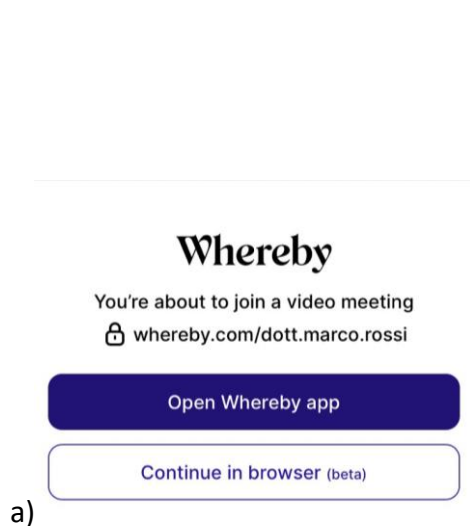 Whereby
You’re about to join a video meeting
whereby.com/dott.marco.rossi
Open Whereby app
Continue in browser (beta)
a)